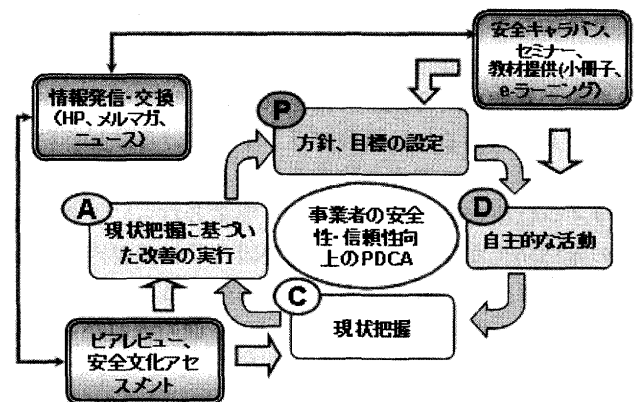 安全キャラバン、
セミナー、
教材提供(小冊子、
e-ラーニング)
情報発信・交換
(HP、メルマガ、
ニュース)
P
方針、目標の設定
A
現状把握に基づい
た改善の実行
事業者の安全
性・信頼性向
上のPDCA
D
自主的な活動
C
現状把握
ピアレビュー、
安全文化アセ
スメント